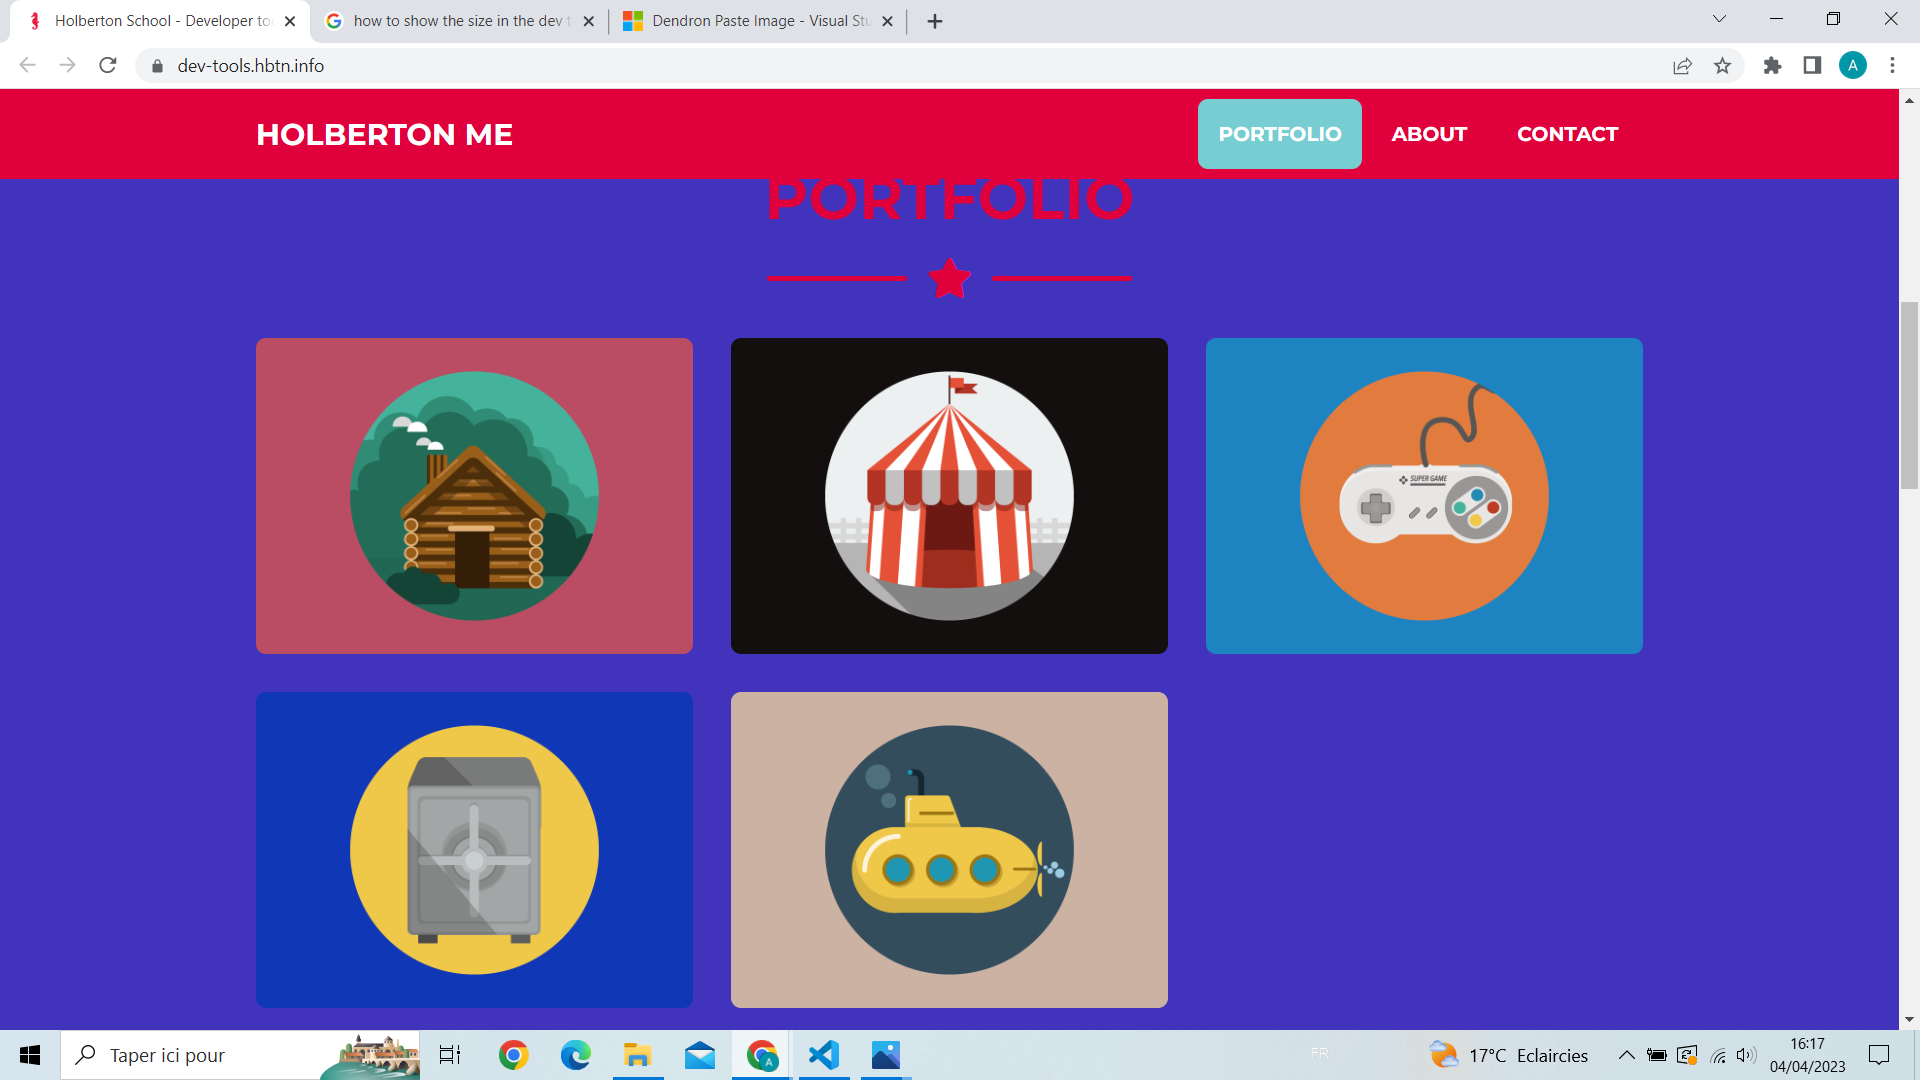 Holberton School - Developer to
how to show the size in the dev t
Dendron Paste Image - Visual Stu
dev-tools.hbtn.info
A
HOLBERTON ME
PORTFOLIO
ABOUT
CONTACT
PORTFOLIO
SUPER GAME
Taper ici pour
A
FR
17°C Eclaircies
16:17
04/04/2023